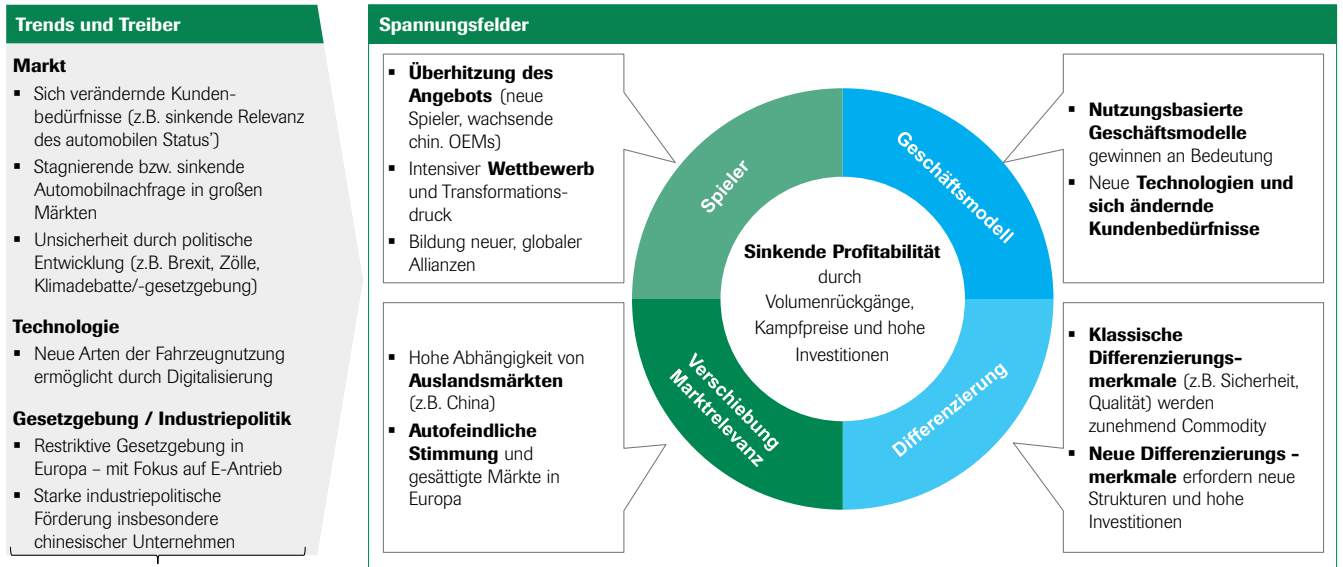 Trends und Treiber
Markt
▪ Sich verändernde Kunden-
bedürfnisse (z.B. sinkende Relevanz
des automobilen Status')
▪ Stagnierende bzw. sinkende
Automobilnachfrage in großen
Märkten
▪ Unsicherheit durch politische
Entwicklung (z.B. Brexit, Zölle,
Klimadebatte/-gesetzgebung)
Technologie
▪ Neue Arten der Fahrzeugnutzung
ermöglicht durch Digitalisierung
Gesetzgebung / Industriepolitik
▪ Restriktive Gesetzgebung in
Europa – mit Fokus auf E-Antrieb
▪ Starke industriepolitische
Förderung insbesondere
chinesischer Unternehmen
Spannungsfelder
▪ Überhitzung des
Angebots (neue
Spieler, wachsende
chin. OEMs)
▪ Intensiver Wettbewerb
und Transformations-
druck
▪ Bildung neuer, globaler
Allianzen
Spieler
Geschäftsmodell
▪ Nutzungsbasierte
Geschäftsmodelle
gewinnen an Bedeutung
▪ Neue Technologien und
sich ändernde
Kundenbedürfnisse
Sinkende Profitabilität
durch
Volumenrückgänge,
Kampfpreise und hohe
Investitionen
▪ Hohe Abhängigkeit von
Auslandsmärkten
(z.B. China)
▪ Autofeindliche
Stimmung und
gesättigte Märkte in
Europa
Verschiebung
Marktrelevanz
Differenzierung
▪ Klassische
Differenzierungs-
merkmale (z.B. Sicherheit,
Qualität) werden
zunehmend Commodity
▪ Neue Differenzierungs -
merkmale erfordern neue
Strukturen und hohe
Investitionen